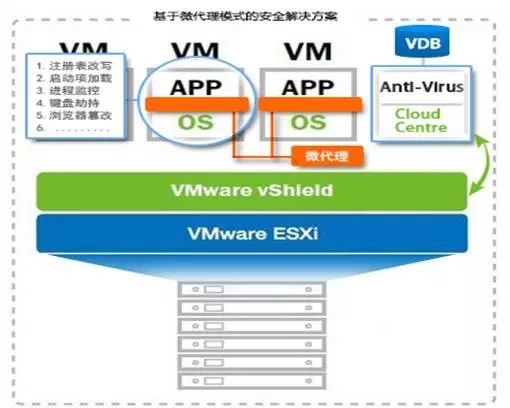 基于微代理模式的安全解决方案
VM
VM
VM
VDB
1. 注册表改写
2. 启动项加载
3. 进程监控
4. 键盘劫持
5. 浏览器篡改
6. .........
APP
OS
APP
OS
Anti-Virus
Cloud
Centre
微代理
VMware vShield
VMware ESXi